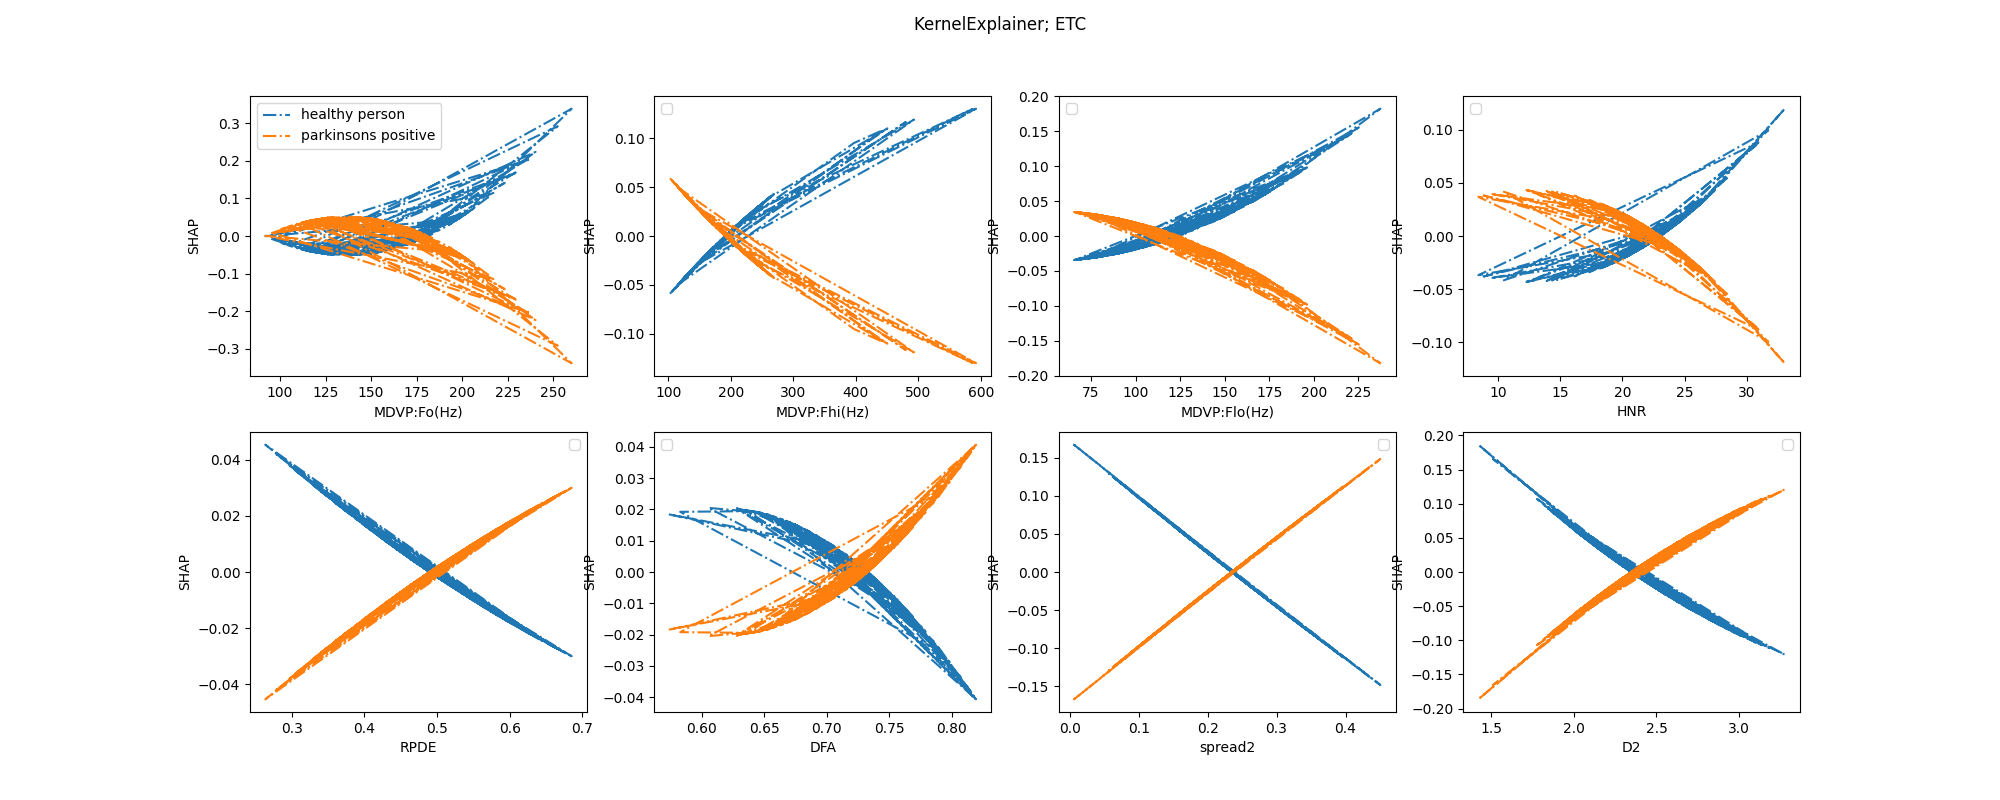 KernelExplainer; ETC
healthy person
parkinsons positive
SHAP
0.3
0.2
0.1
0.0
−0.1
−0.2
−0.3
100 125 150 175 200 225 250
MDVP:Fo(Hz)
SHAP
0.10
0.05
0.00
−0.05
−0.10
100 200 300 400 500 600
MDVP:Fhi(Hz)
SHAP
0.20
0.15
0.10
0.05
0.00
−0.05
−0.10
−0.15
−0.20
75 100 125 150 175 200 225
MDVP:Flo(Hz)
SHAP
0.10
0.05
0.00
−0.05
−0.10
10 15 20 25 30
HNR
SHAP
0.04
0.02
0.00
−0.02
−0.04
0.3 0.4 0.5 0.6 0.7
RPDE
SHAP
0.04
0.03
0.02
0.01
0.00
−0.01
−0.02
−0.03
−0.04
0.60 0.65 0.70 0.75 0.80
DFA
SHAP
0.15
0.10
0.05
0.00
−0.05
−0.10
−0.15
0.0 0.1 0.2 0.3 0.4
spread2
SHAP
0.20
0.15
0.10
0.05
0.00
−0.05
−0.10
−0.15
−0.20
1.5 2.0 2.5 3.0
D2